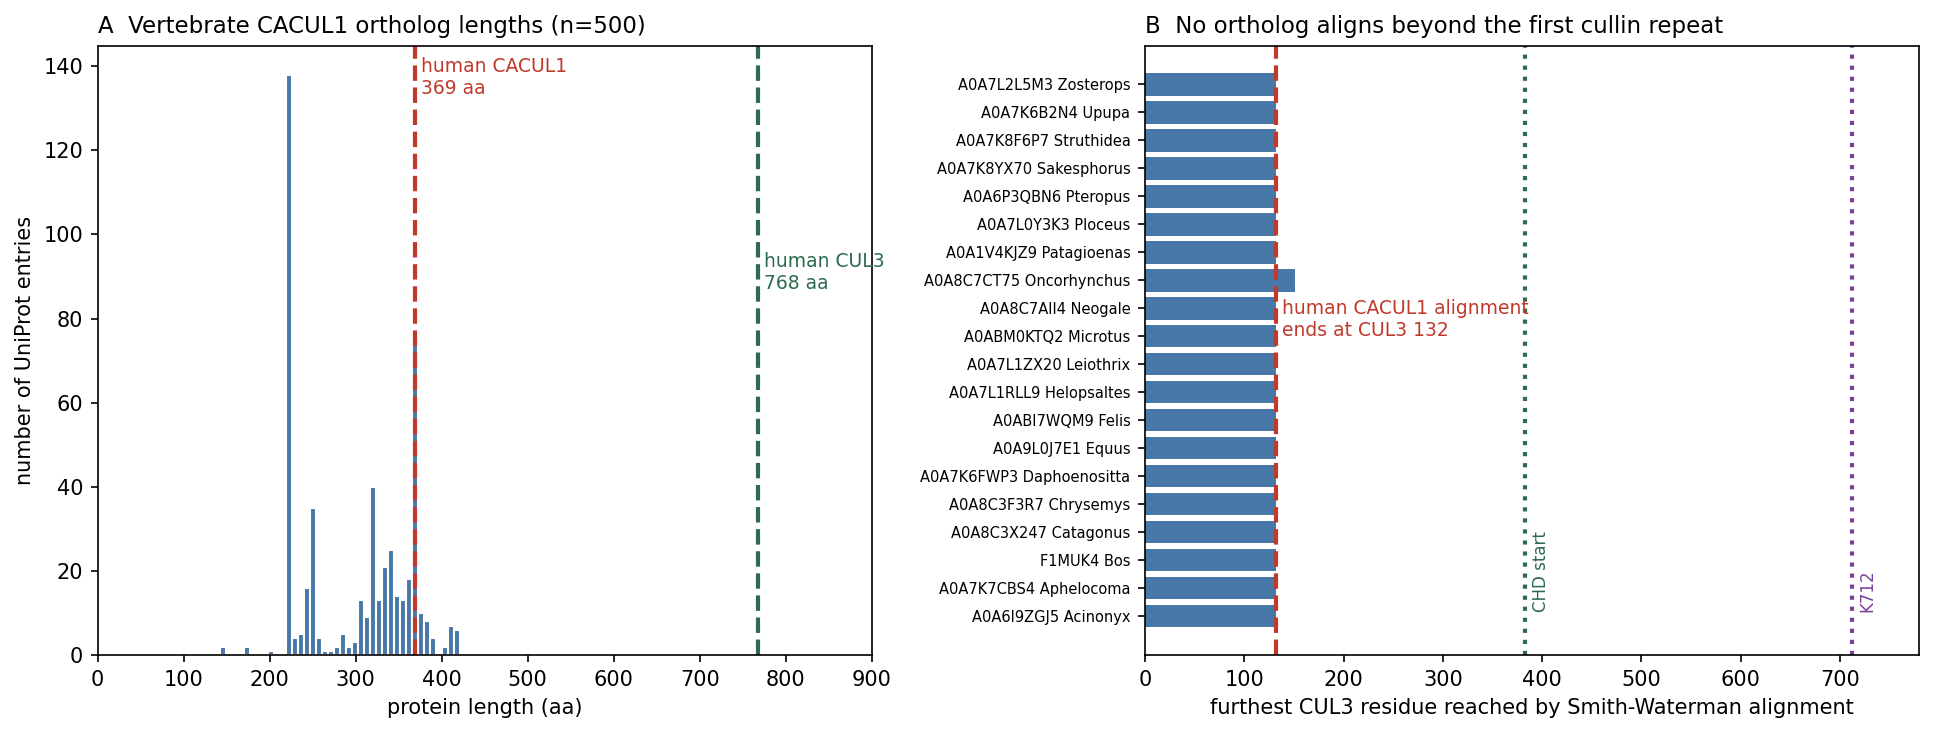 A  Vertebrate CACUL1 ortholog lengths (n=500)
number of UniProt entries
140
120
100
80
60
40
20
0
human CACUL1
369 aa
human CUL3
768 aa
0 100 200 300 400 500 600 700 800 900
protein length (aa)
B  No ortholog aligns beyond the first cullin repeat
A0A7L2L5M3 Zosterops
A0A7K6B2N4 Upupa
A0A7K8F6P7 Struthidea
A0A7K8YX70 Sakesphorus
A0A6P3QBN6 Pteropus
A0A7L0Y3K3 Ploceus
A0A1V4KJZ9 Patagioenas
A0A8C7CT75 Oncorhynchus
A0A8C7AII4 Neogale
A0ABM0KTQ2 Microtus
A0A7L1ZX20 Leiothrix
A0A7L1RLL9 Helopsaltes
A0ABI7WQM9 Felis
A0A9L0J7E1 Equus
A0A7K6FWP3 Daphoenositta
A0A8C3F3R7 Chrysemys
A0A8C3X247 Catagonus
F1MUK4 Bos
A0A7K7CBS4 Aphelocoma
A0A6I9ZGJ5 Acinonyx
human CACUL1 alignment
ends at CUL3 132
CHD start
K712
0 100 200 300 400 500 600 700
furthest CUL3 residue reached by Smith-Waterman alignment